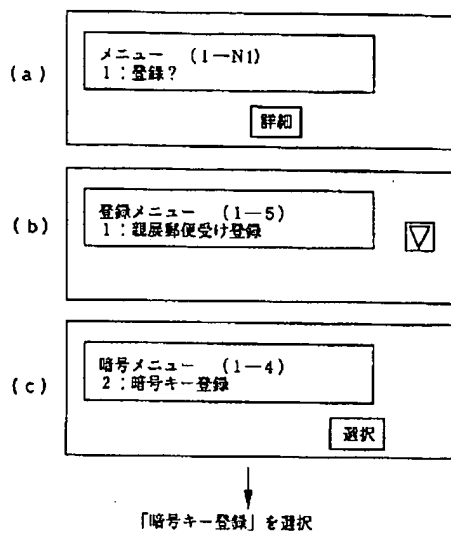 (a)
メニュー (1―N1)
1:登録?
詳細
(b)
登録メニュー (1―5)
1:親展郵便受け登録
▽
(c)
暗号メニュー (1―4)
2:暗号キー登録
選択
「暗号キー登録」を選択